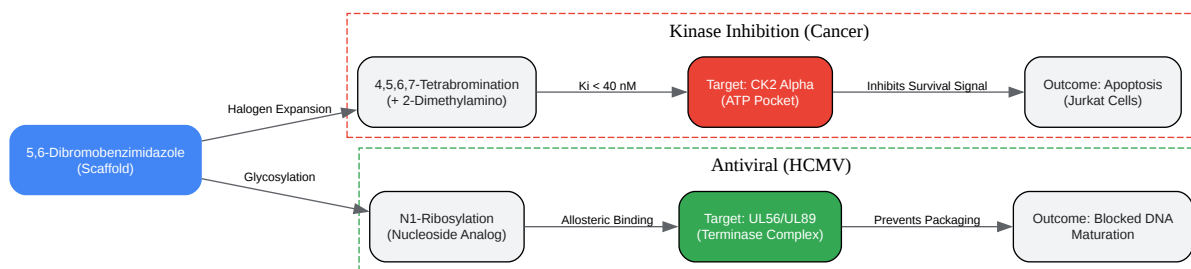 Kinase Inhibition (Cancer)
4,5,6,7-Tetrabromination
(+ 2-Dimethylamino)
Ki < 40 nM
Target: CK2 Alpha
(ATP Pocket)
Inhibits Survival Signal
Outcome: Apoptosis
(Jurkat Cells)
Halogen Expansion
5,6-Dibromobenzimidazole
(Scaffold)
Glycosylation
Antiviral (HCMV)
N1-Ribosylation
(Nucleoside Analog)
Allosteric Binding
Target: UL56/UL89
(Terminase Complex)
Prevents Packaging
Outcome: Blocked DNA
Maturation